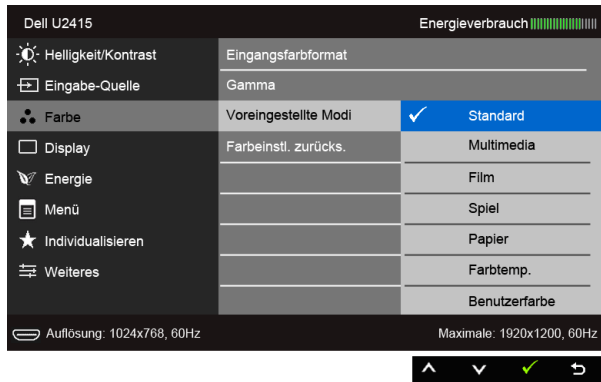 Dell U2415 Energieverbrauch
Helligkeit/Kontrast Eingangsfarbformat
Eingabe-Quelle Gamma
Farbe Voreingestellte Modi Standard
Display Farbeinstl. zurücks. Multimedia
Energie Film
Menü Spiel
Individualisieren Papier
Weiteres Farbtemp.
Benutzerfarbe
Auflösung: 1024x768, 60Hz Maximale: 1920x1200, 60Hz